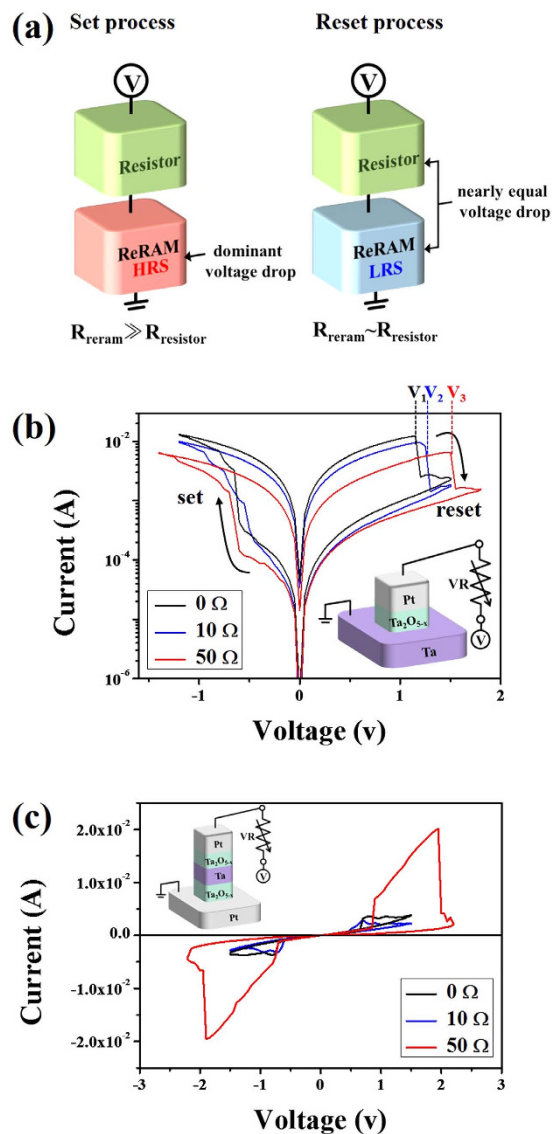 (a)
Set process
Reset process
V
V
Resistor
Resistor
nearly equal
voltage drop
ReRAM
HRS
dominant
voltage drop
ReRAM
LRS
R_reram≫R_resistor
R_reram~R_resistor
(b)
V₁ V₂ V₃
10⁻²
10⁻⁴
10⁻⁶
Current (A)
set
reset
0 Ω
10 Ω
50 Ω
VR
V
Pt
Ta₂O₅₋ₓ
Ta
-1 0 1 2
Voltage (v)
(c)
2.0x10⁻²
1.0x10⁻²
0.0
-1.0x10⁻²
-2.0x10⁻²
Current (A)
VR
V
Pt
Ta₂O₅₋ₓ
Ta
Ta₂O₅₋ₓ
Pt
0 Ω
10 Ω
50 Ω
-3 -2 -1 0 1 2 3
Voltage (v)